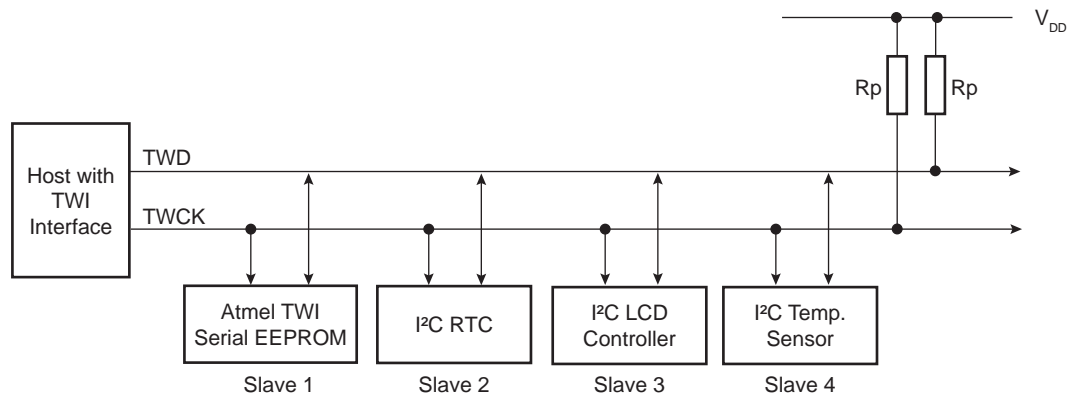 V_DD
Rp Rp
Host with
TWI
Interface
TWD
TWCK
Atmel TWI
Serial EEPROM
Slave 1
I²C RTC
Slave 2
I²C LCD
Controller
Slave 3
I²C Temp.
Sensor
Slave 4